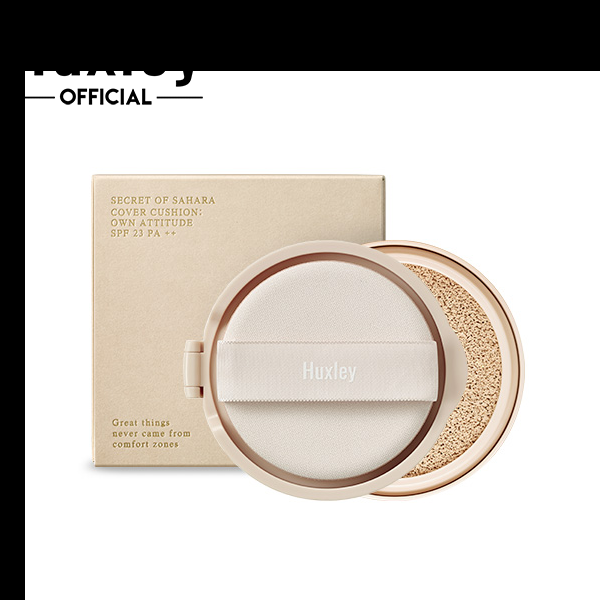 Huxley
OFFICIAL
SECRET OF SAHARA
COVER CUSHION:
OWN ATTITUDE
SPF 23 PA ++
Great things
never came from
comfort zones
Huxley